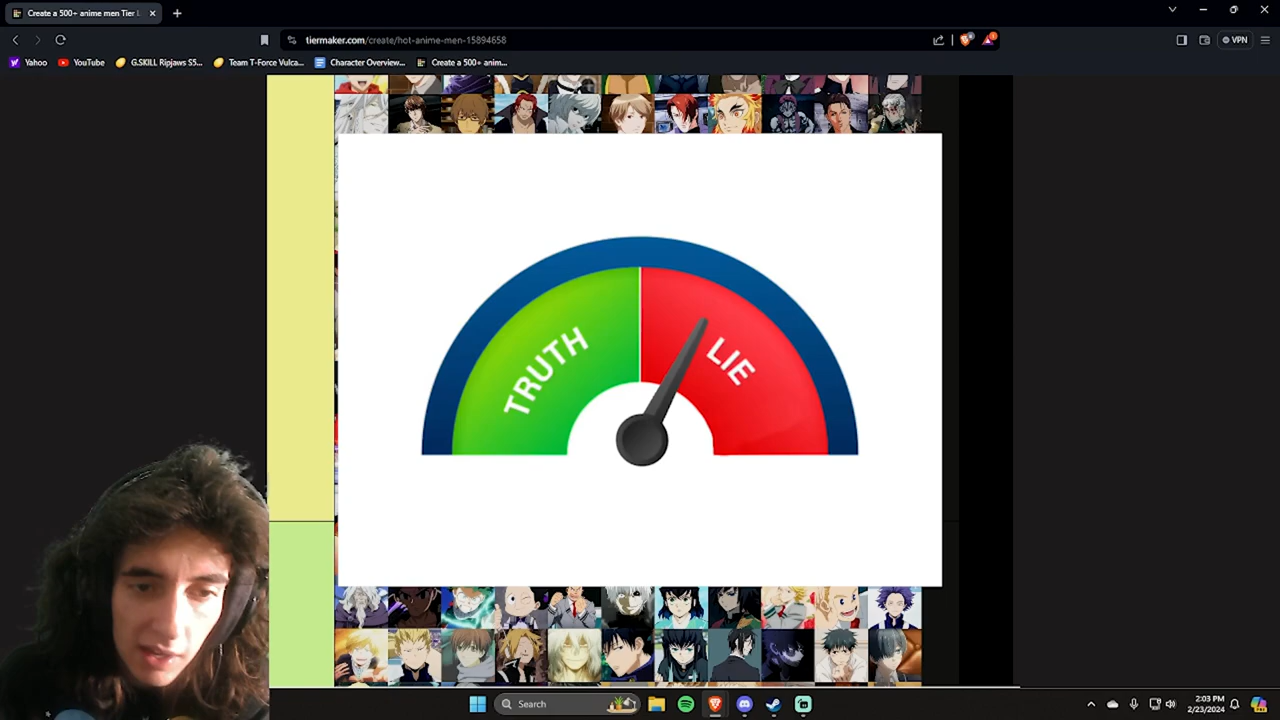 Create a 500+ anime men Tier l
tiermaker.com/create/hot-anime-men-15894658
VPN
Yahoo
YouTube
G.SKILL Ripjaws S5...
Team T-Force Vulca...
Character Overview...
Create a 500+ anim...
TRUTH
LIE
Search
2:03 PM
2/23/2024